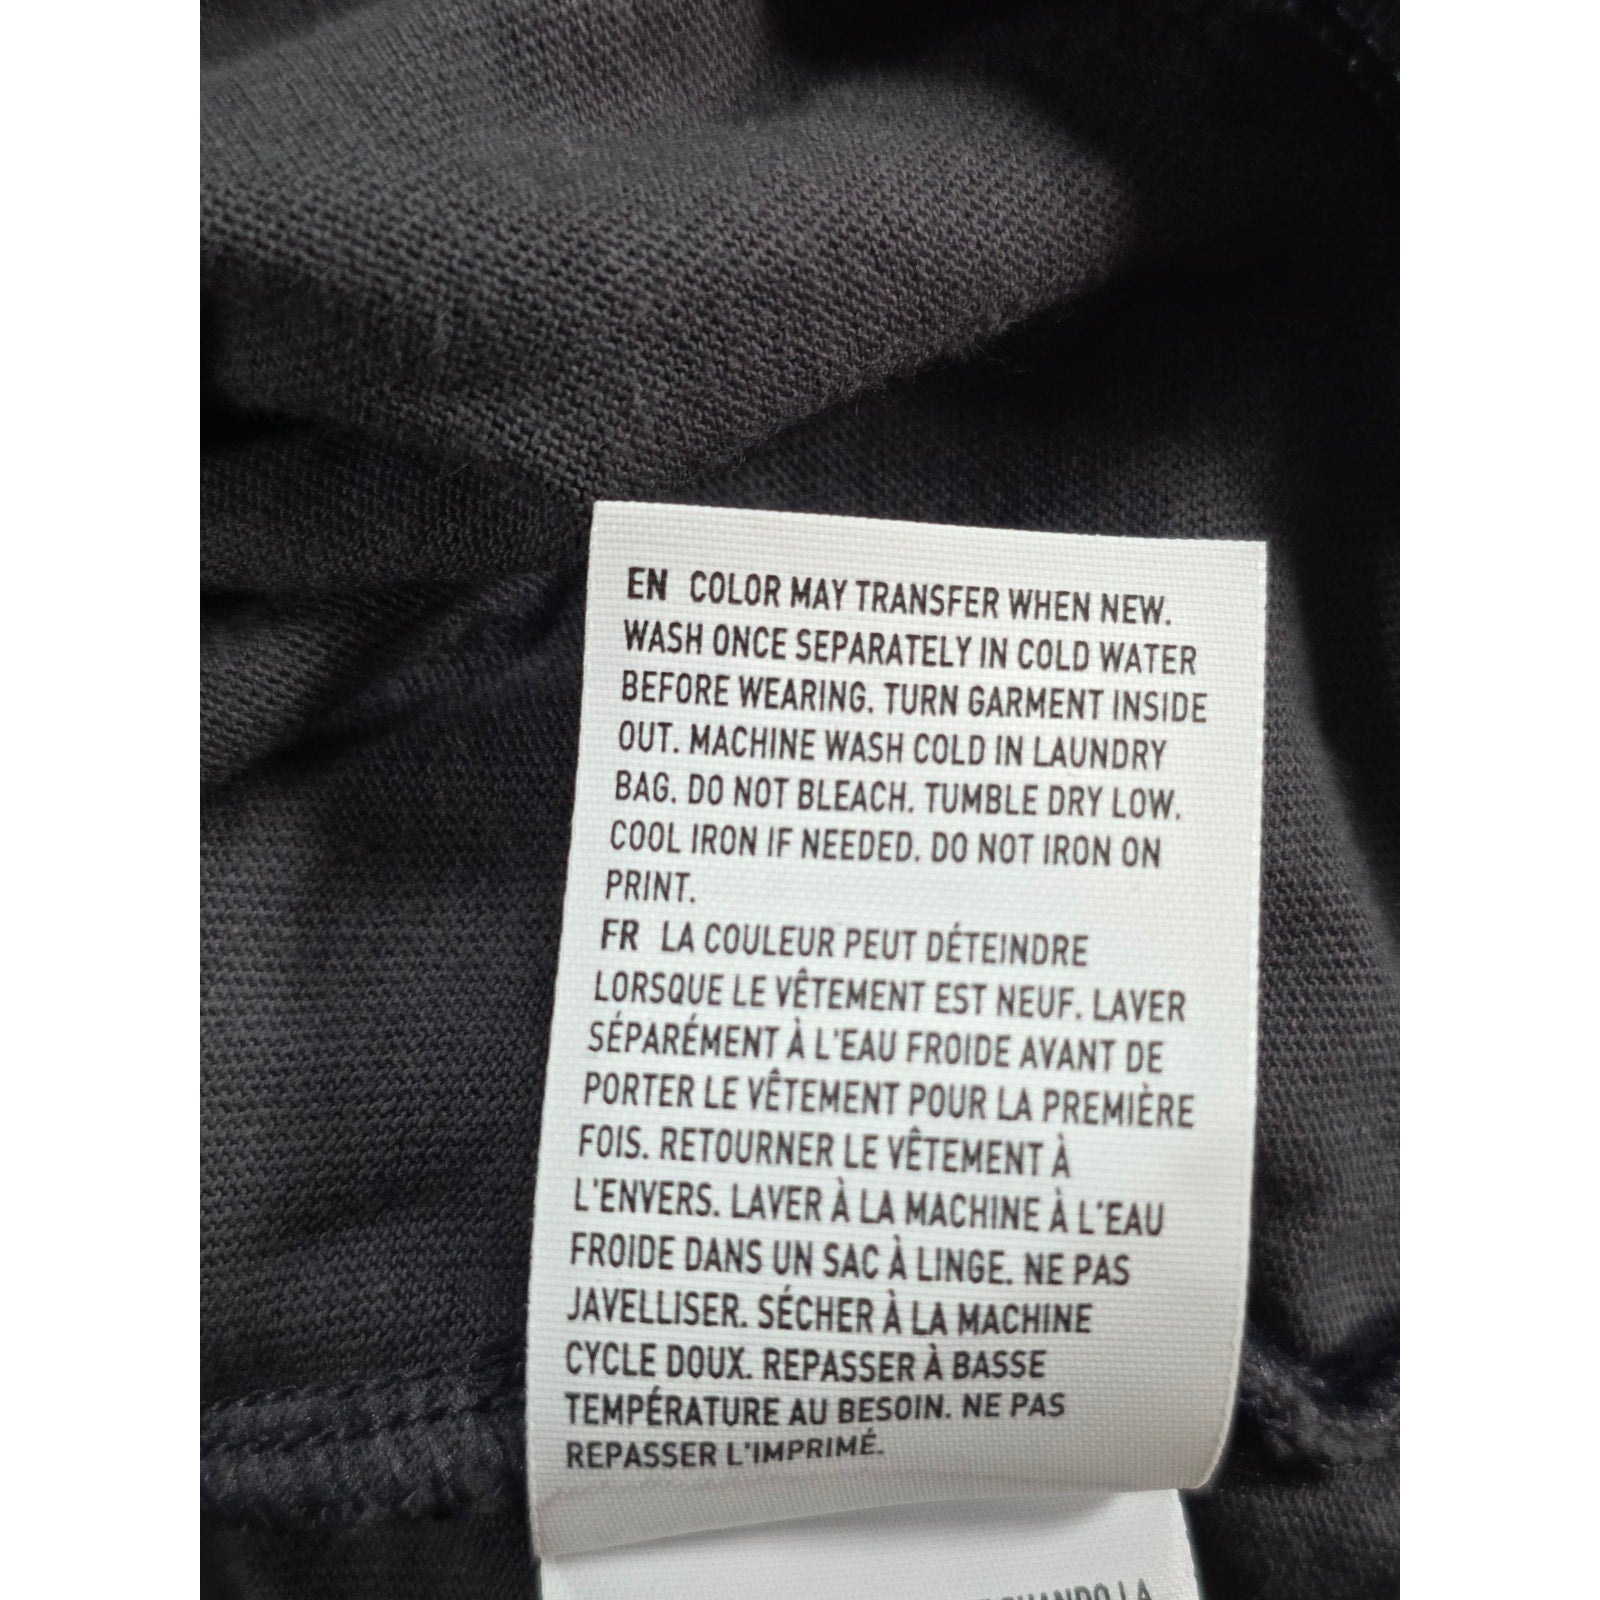 EN COLOR MAY TRANSFER WHEN NEW.
WASH ONCE SEPARATELY IN COLD WATER
BEFORE WEARING. TURN GARMENT INSIDE
OUT. MACHINE WASH COLD IN LAUNDRY
BAG. DO NOT BLEACH. TUMBLE DRY LOW.
COOL IRON IF NEEDED. DO NOT IRON ON
PRINT.
FR LA COULEUR PEUT DÉTEINDRE
LORSQUE LE VÊTEMENT EST NEUF. LAVER
SÉPARÉMENT À L'EAU FROIDE AVANT DE
PORTER LE VÊTEMENT POUR LA PREMIÈRE
FOIS. RETOURNER LE VÊTEMENT À
L'ENVERS. LAVER À LA MACHINE À L'EAU
FROIDE DANS UN SAC À LINGE. NE PAS
JAVELLISER. SÉCHER À LA MACHINE
CYCLE DOUX. REPASSER À BASSE
TEMPÉRATURE AU BESOIN. NE PAS
REPASSER L'IMPRIMÉ.
LA